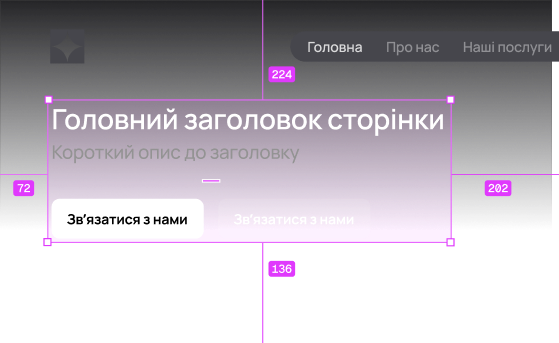 Головна Про нас Наші послуги
224
Головний заголовок сторінки
Короткий опис до заголовку
72
202
Зв’язатися з нами Зв’язатися з нами
136